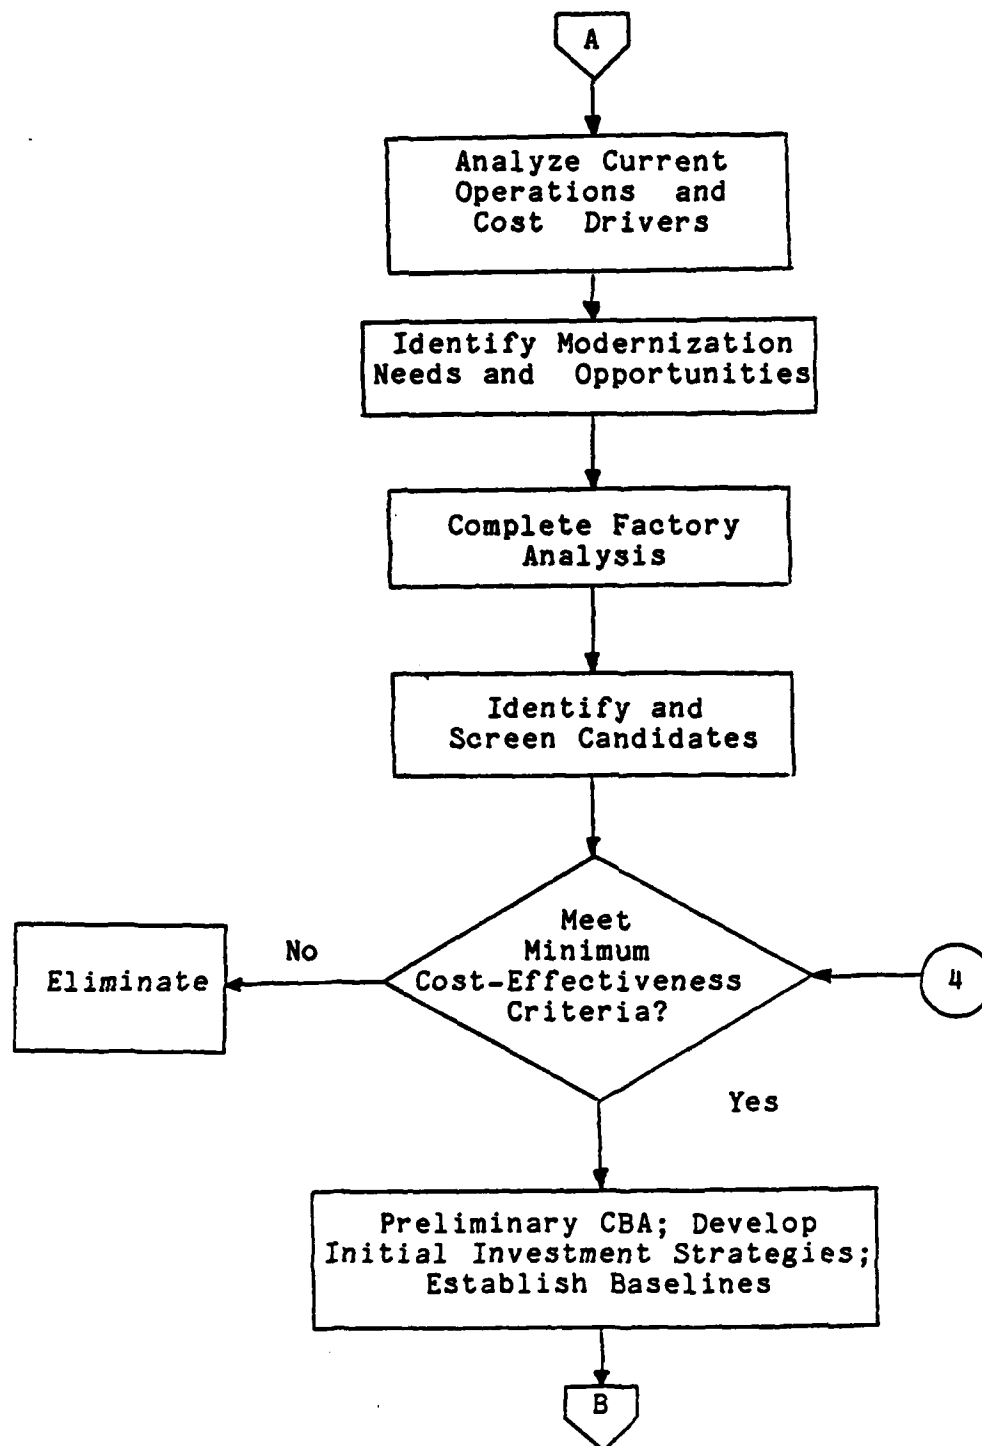 A
Analyze Current
Operations and
Cost Drivers
Identify Modernization
Needs and Opportunities
Complete Factory
Analysis
Identify and
Screen Candidates
Meet
Minimum
Cost-Effectiveness
Criteria?
No
Eliminate
4
Yes
Preliminary CBA; Develop
Initial Investment Strategies;
Establish Baselines
B